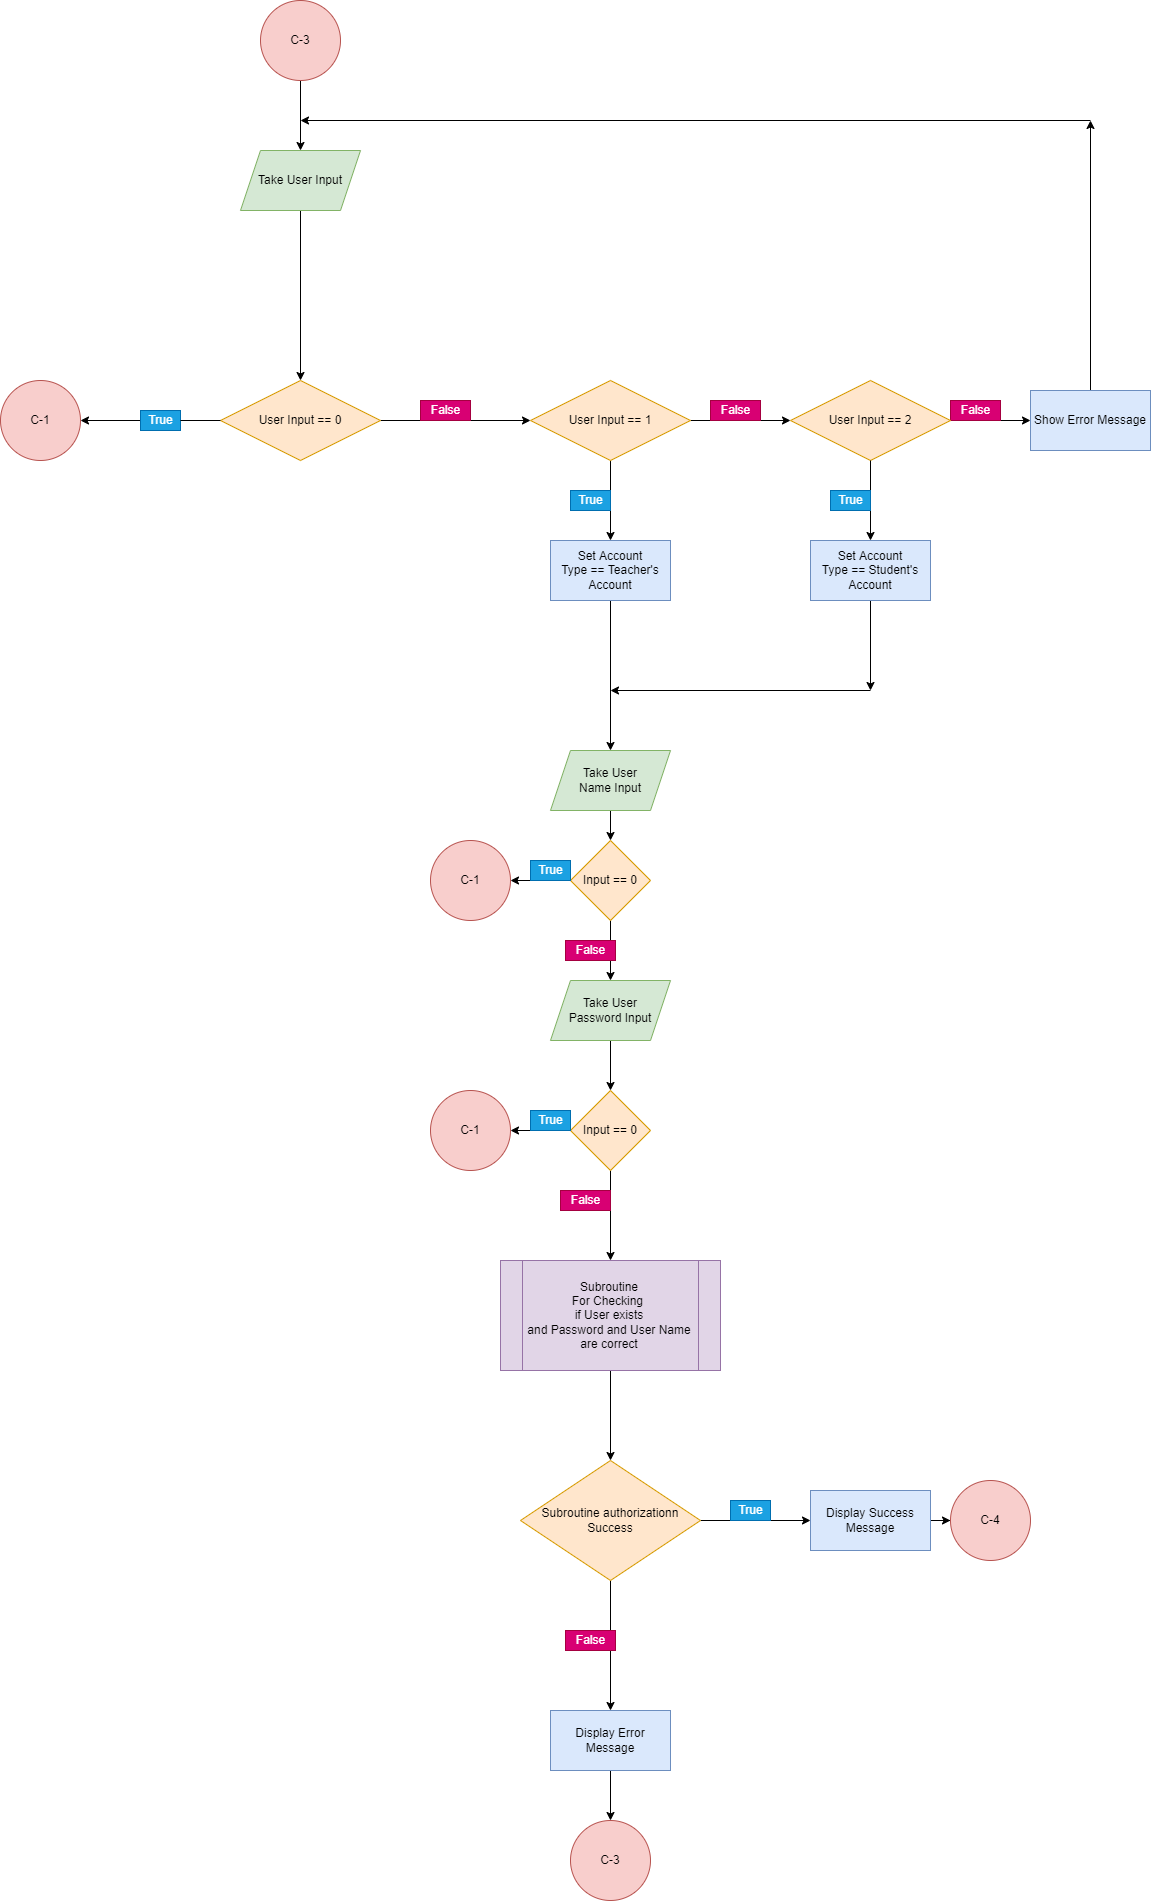 C-3
Take User Input
C-1
True
User Input == 0
False
User Input == 1
False
User Input == 2
False
Show Error Message
True
True
Set Account
Type == Teacher's
Account
Set Account
Type == Student's
Account
Take User
Name Input
C-1
True
Input == 0
False
Take User
Password Input
C-1
True
Input == 0
False
Subroutine
For Checking
if User exists
and Password and User Name
are correct
Subroutine authorizationn
Success
True
Display Success
Message
C-4
False
Display Error
Message
C-3